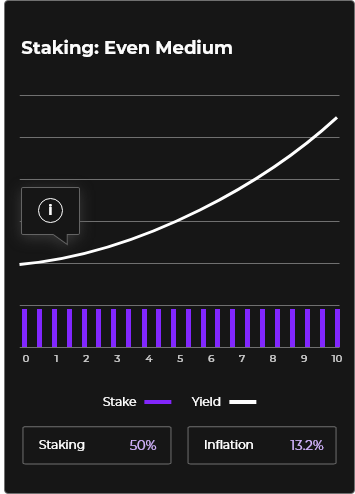 Staking: Even Medium
i
0 1 2 3 4 5 6 7 8 9 10
Stake Yield
Staking 50% Inflation 13.2%